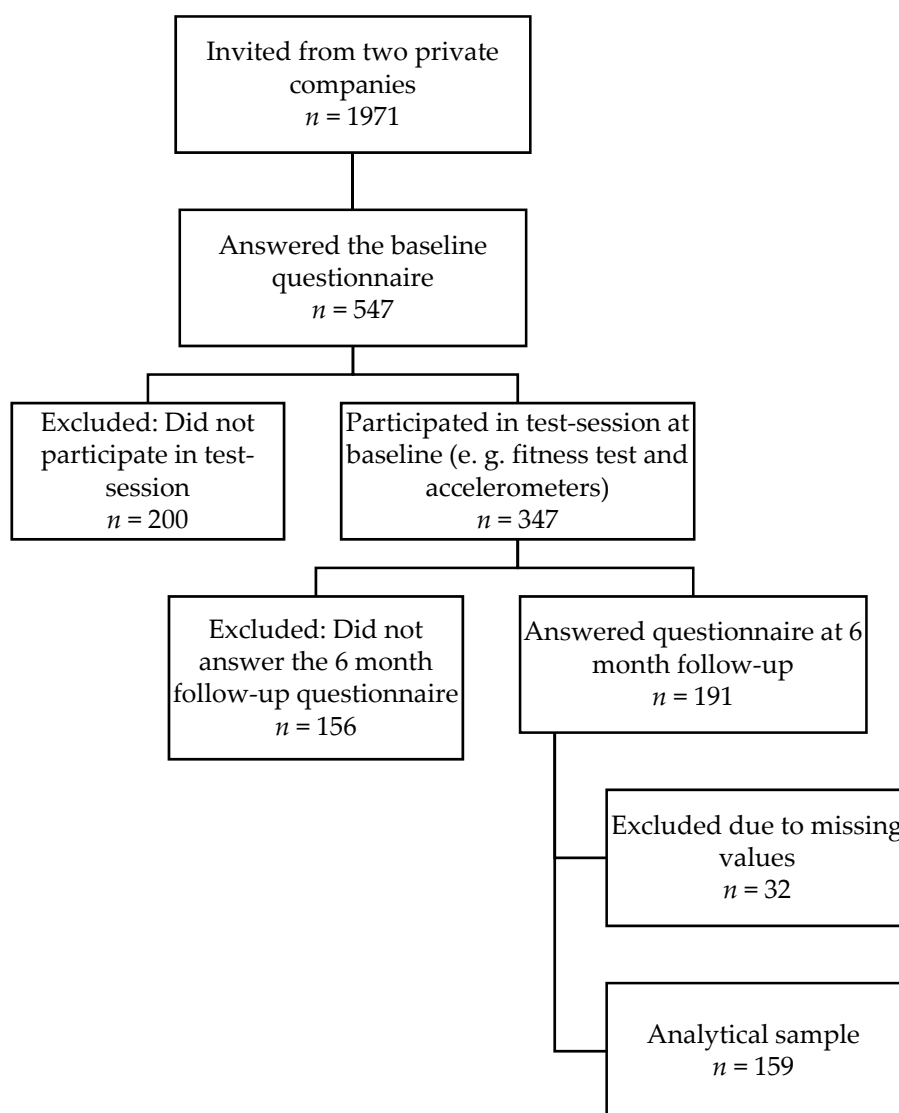 Invited from two private
companies
n = 1971
Answered the baseline
questionnaire
n = 547
Excluded: Did not
participate in test-
session
n = 200
Participated in test-session at
baseline (e. g. fitness test and
accelerometers)
n = 347
Excluded: Did not
answer the 6 month
follow-up questionnaire
n = 156
Answered questionnaire at 6
month follow-up
n = 191
Excluded due to missing
values
n = 32
Analytical sample
n = 159